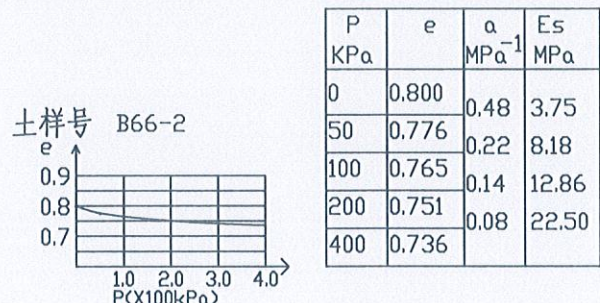 土样号 B66-2
e
0.9
0.8
0.7
1.0 2.0 3.0 4.0
P(X100kPa)
P e a Es
KPa MPa⁻¹ MPa
0 0.800
0.48 3.75
50 0.776
0.22 8.18
100 0.765
0.14 12.86
200 0.751
0.08 22.50
400 0.736